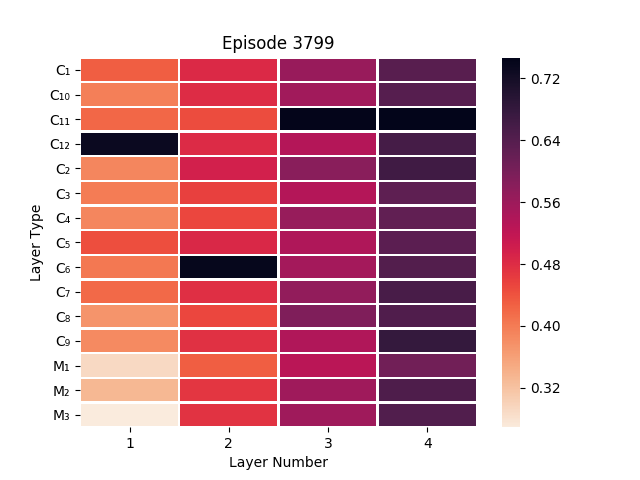 Episode 3799
Layer Type
C₁
C₁₀
C₁₁
C₁₂
C₂
C₃
C₄
C₅
C₆
C₇
C₈
C₉
M₁
M₂
M₃
1 2 3 4
Layer Number
0.72
0.64
0.56
0.48
0.40
0.32